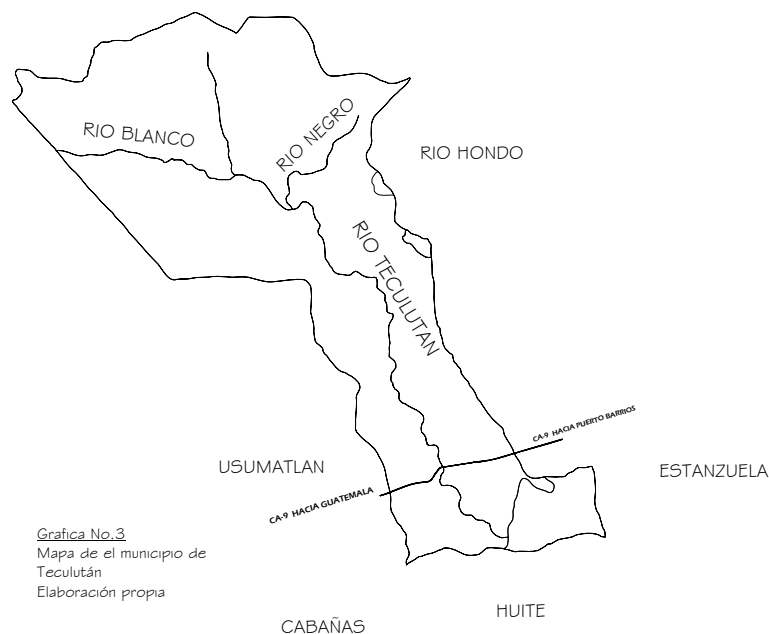 RIO BLANCO
RIO NEGRO
RIO HONDO
RIO TECULUTAN
CA-9 HACIA PUERTO BARRIOS
USUMATLAN
ESTANZUELA
CA-9 HACIA GUATEMALA
Grafica No.3
Mapa de el municipio de
Teculután
Elaboración propia
HUITE
CABAÑAS